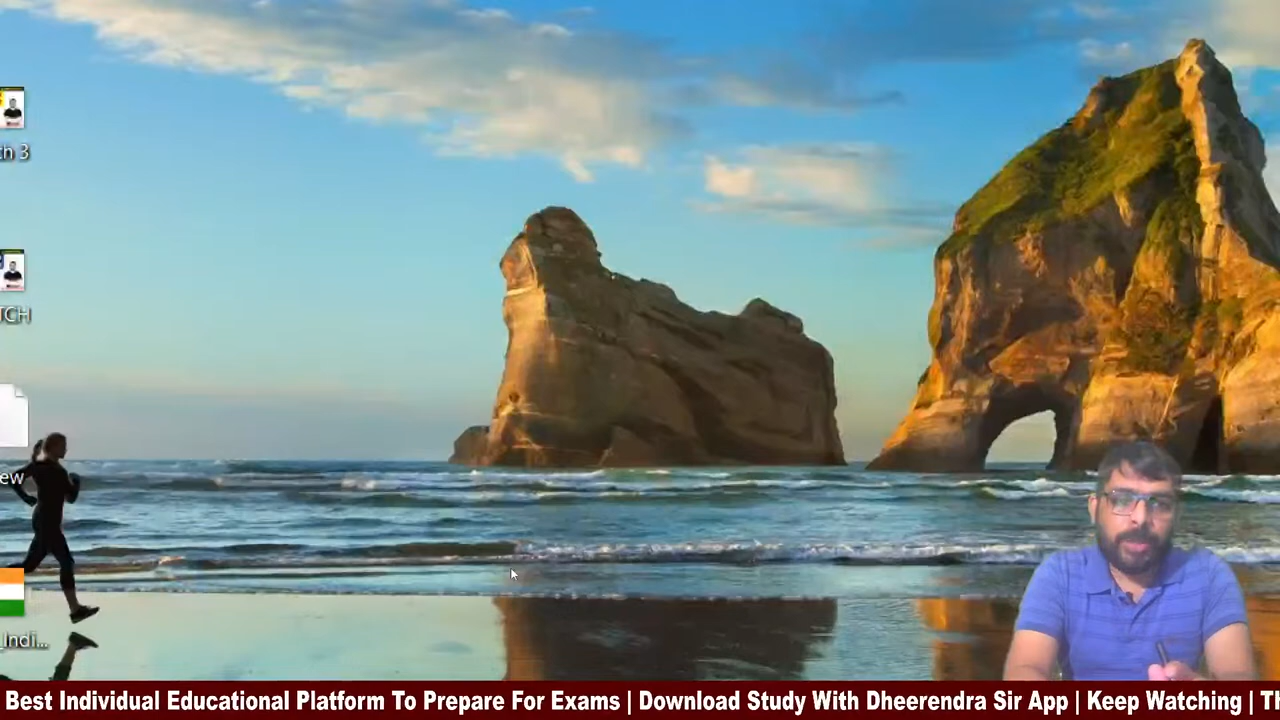 th 3
TCH
ew
_Indi...
Best Individual Educational Platform To Prepare For Exams | Download Study With Dheerendra Sir App | Keep Watching | Th